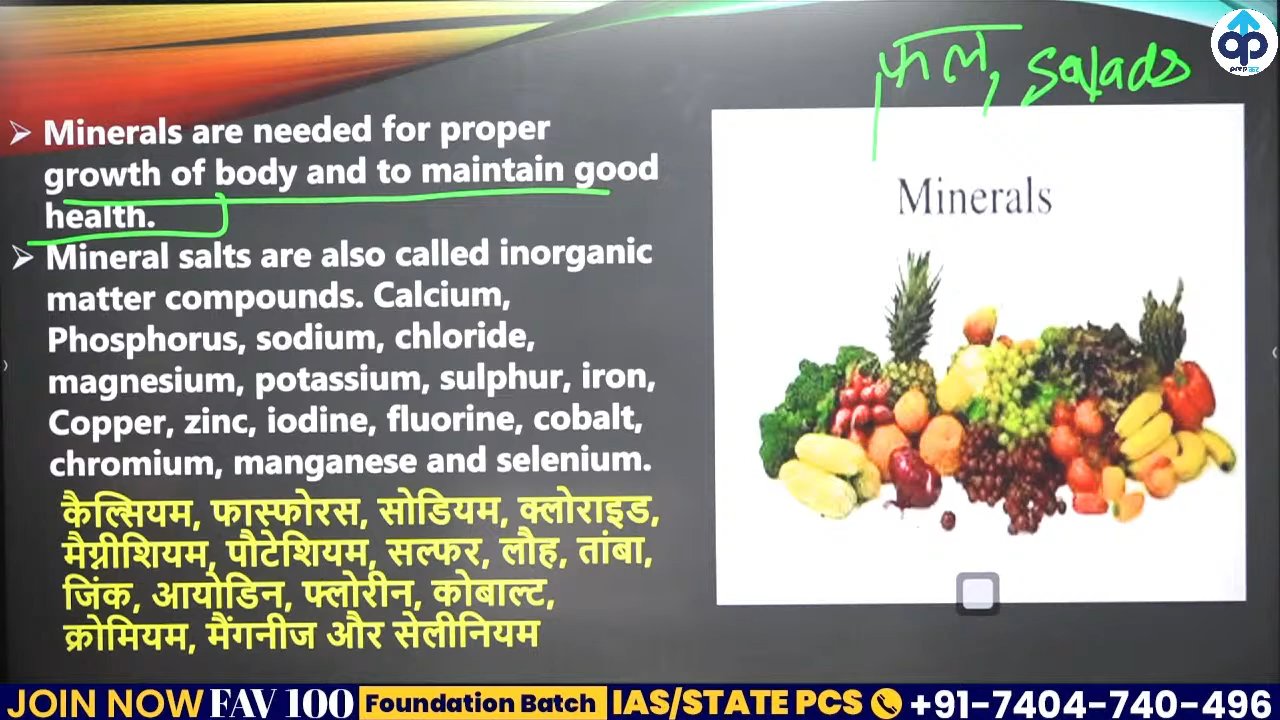 फल, Salads
prep
Minerals are needed for proper
growth of body and to maintain good
health.
Mineral salts are also called inorganic
matter compounds. Calcium,
Phosphorus, sodium, chloride,
magnesium, potassium, sulphur, iron,
Copper, zinc, iodine, fluorine, cobalt,
chromium, manganese and selenium.
कैल्सियम, फास्फोरस, सोडियम, क्लोराइड,
मैग्नीशियम, पौटेशियम, सल्फर, लौह, तांबा,
जिंक, आयोडिन, फ्लोरीन, कोबाल्ट,
क्रोमियम, मैंगनीज और सेलीनियम
Minerals
JOIN NOW FAV 100 Foundation Batch IAS/STATE PCS +91-7404-740-496